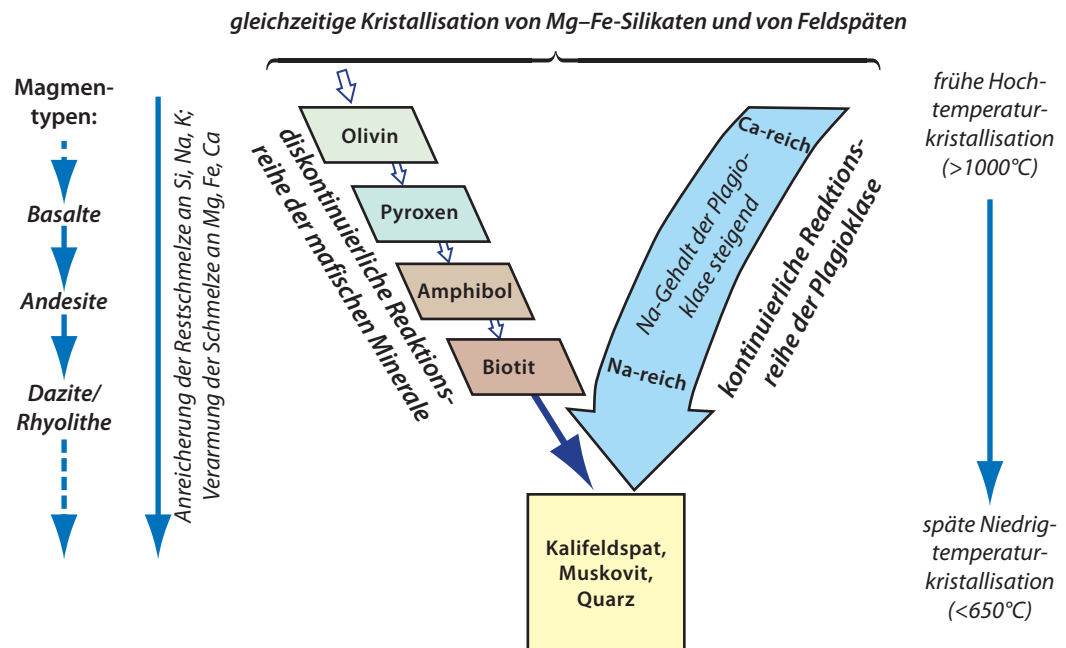 gleichzeitige Kristallisation von Mg–Fe-Silikaten und von Feldspäten
Magmen-
typen:
Basalte
Andesite
Dazite/
Rhyolithe
Anreicherung der Restschmelze an Si, Na, K;
Verarmung der Schmelze an Mg, Fe, Ca
Olivin
Pyroxen
Amphibol
Biotit
diskontinuierliche Reaktions-
reihe der mafischen Minerale
Ca-reich
Na-Gehalt der Plagio-
klase steigend
Na-reich
kontinuierliche Reaktions-
reihe der Plagioklase
Kalifeldspat,
Muskovit,
Quarz
frühe Hoch-
temperatur-
kristallisation
(>1000°C)
späte Niedrig-
temperatur-
kristallisation
(<650°C)